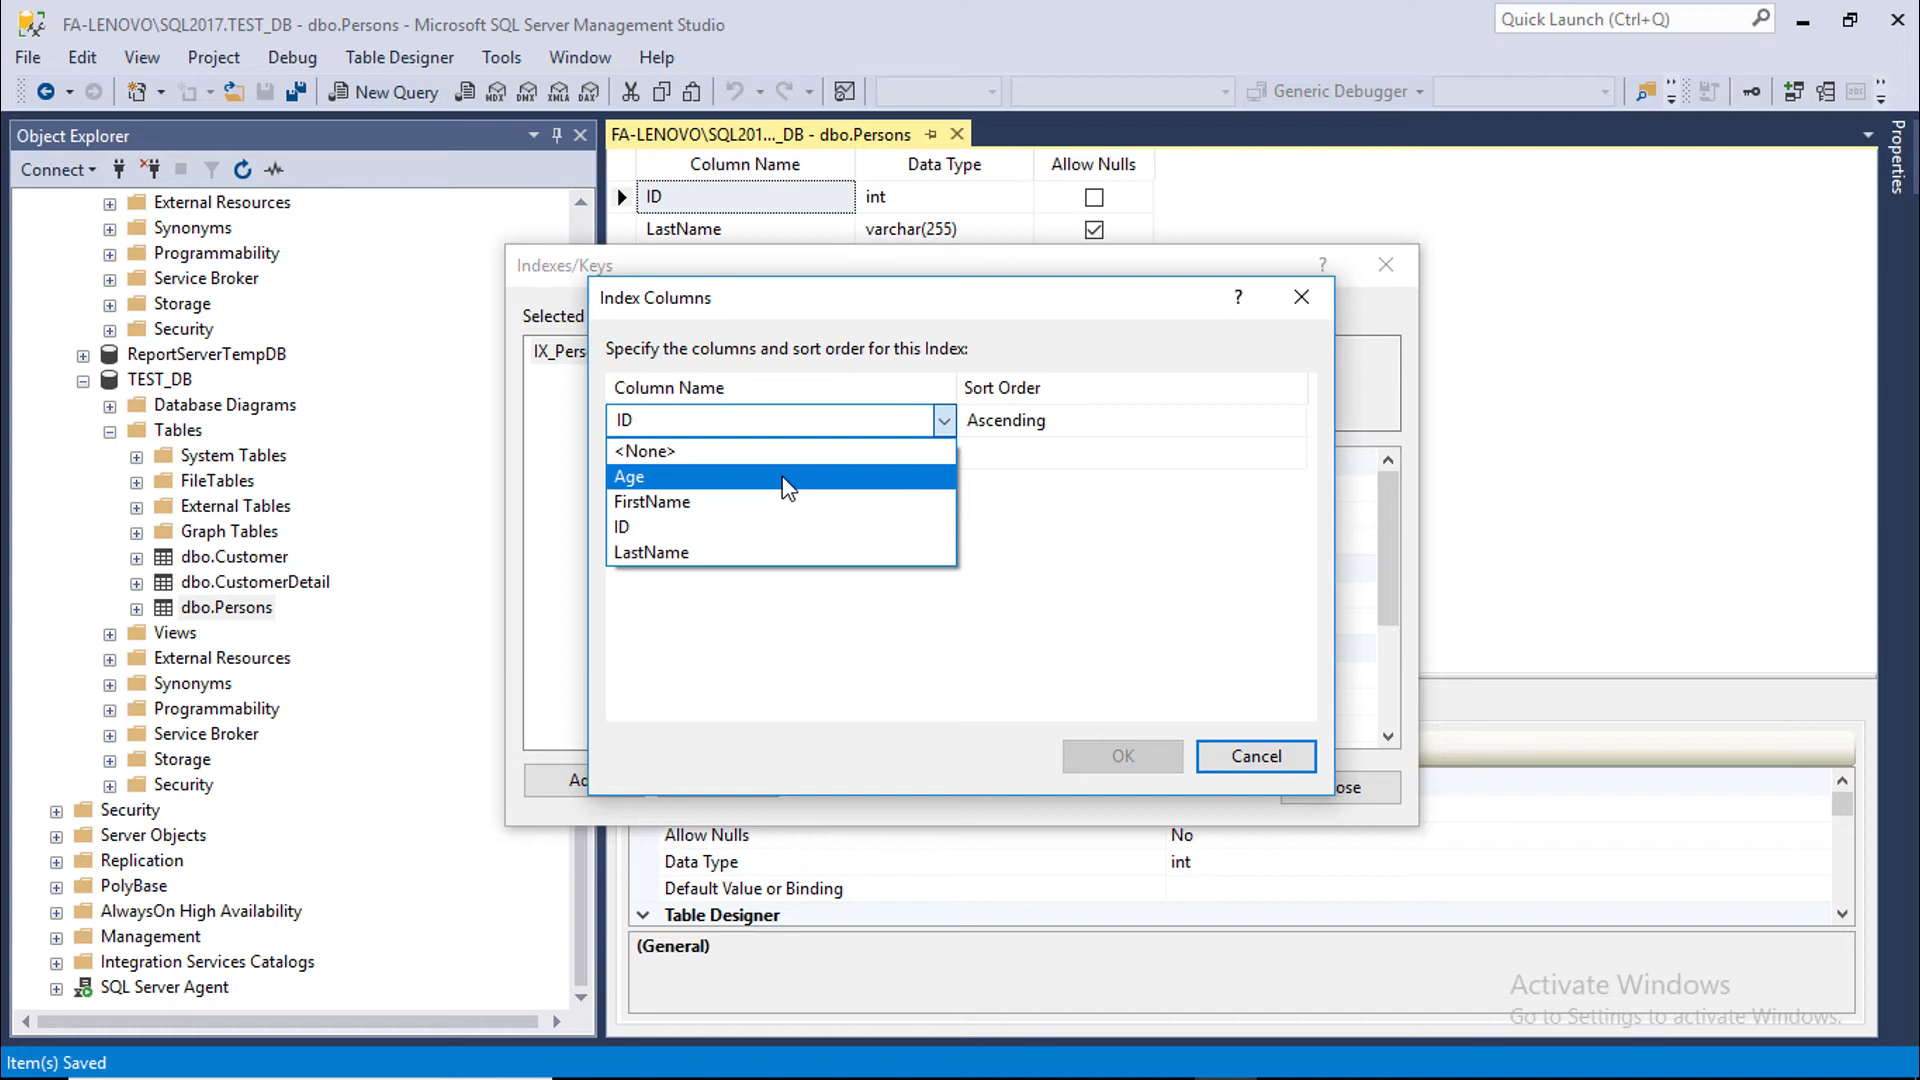 FA-LENOVO\SQL2017.TEST_DB - dbo.Persons - Microsoft SQL Server Management Studio
Quick Launch (Ctrl+Q)
File Edit View Project Debug Table Designer Tools Window Help
New Query
MDX DMX XMLA DAX
Generic Debugger
Object Explorer
Connect
External Resources
Synonyms
Programmability
Service Broker
Storage
Security
ReportServerTempDB
TEST_DB
Database Diagrams
Tables
System Tables
FileTables
External Tables
Graph Tables
dbo.Customer
dbo.CustomerDetail
dbo.Persons
Views
External Resources
Synonyms
Programmability
Service Broker
Storage
Security
Security
Server Objects
Replication
PolyBase
AlwaysOn High Availability
Management
Integration Services Catalogs
SQL Server Agent
FA-LENOVO\SQL201..._DB - dbo.Persons
Properties
Column Name Data Type Allow Nulls
ID int
LastName varchar(255)
Indexes/Keys
?
Selected
IX_Pers
Ad
ose
Index Columns
?
Specify the columns and sort order for this Index:
Column Name Sort Order
ID Ascending
<None>
Age
FirstName
ID
LastName
OK Cancel
Allow Nulls No
Data Type int
Default Value or Binding
Table Designer
(General)
Activate Windows
Go to Settings to activate Windows.
Item(s) Saved